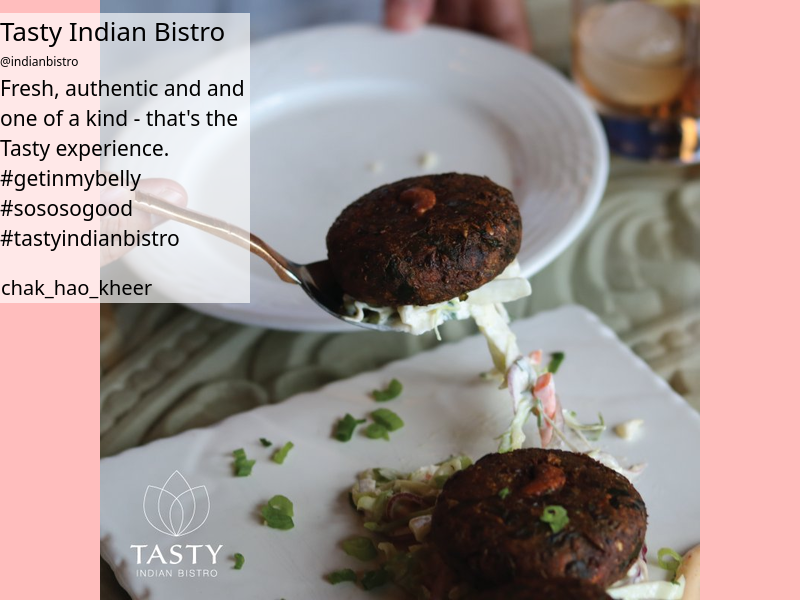 Tasty Indian Bistro
@indianbistro
Fresh, authentic and and
one of a kind - that's the
Tasty experience.
#getinmybelly
#sososogood
#tastyindianbistro
chak_hao_kheer
TASTY
INDIAN BISTRO